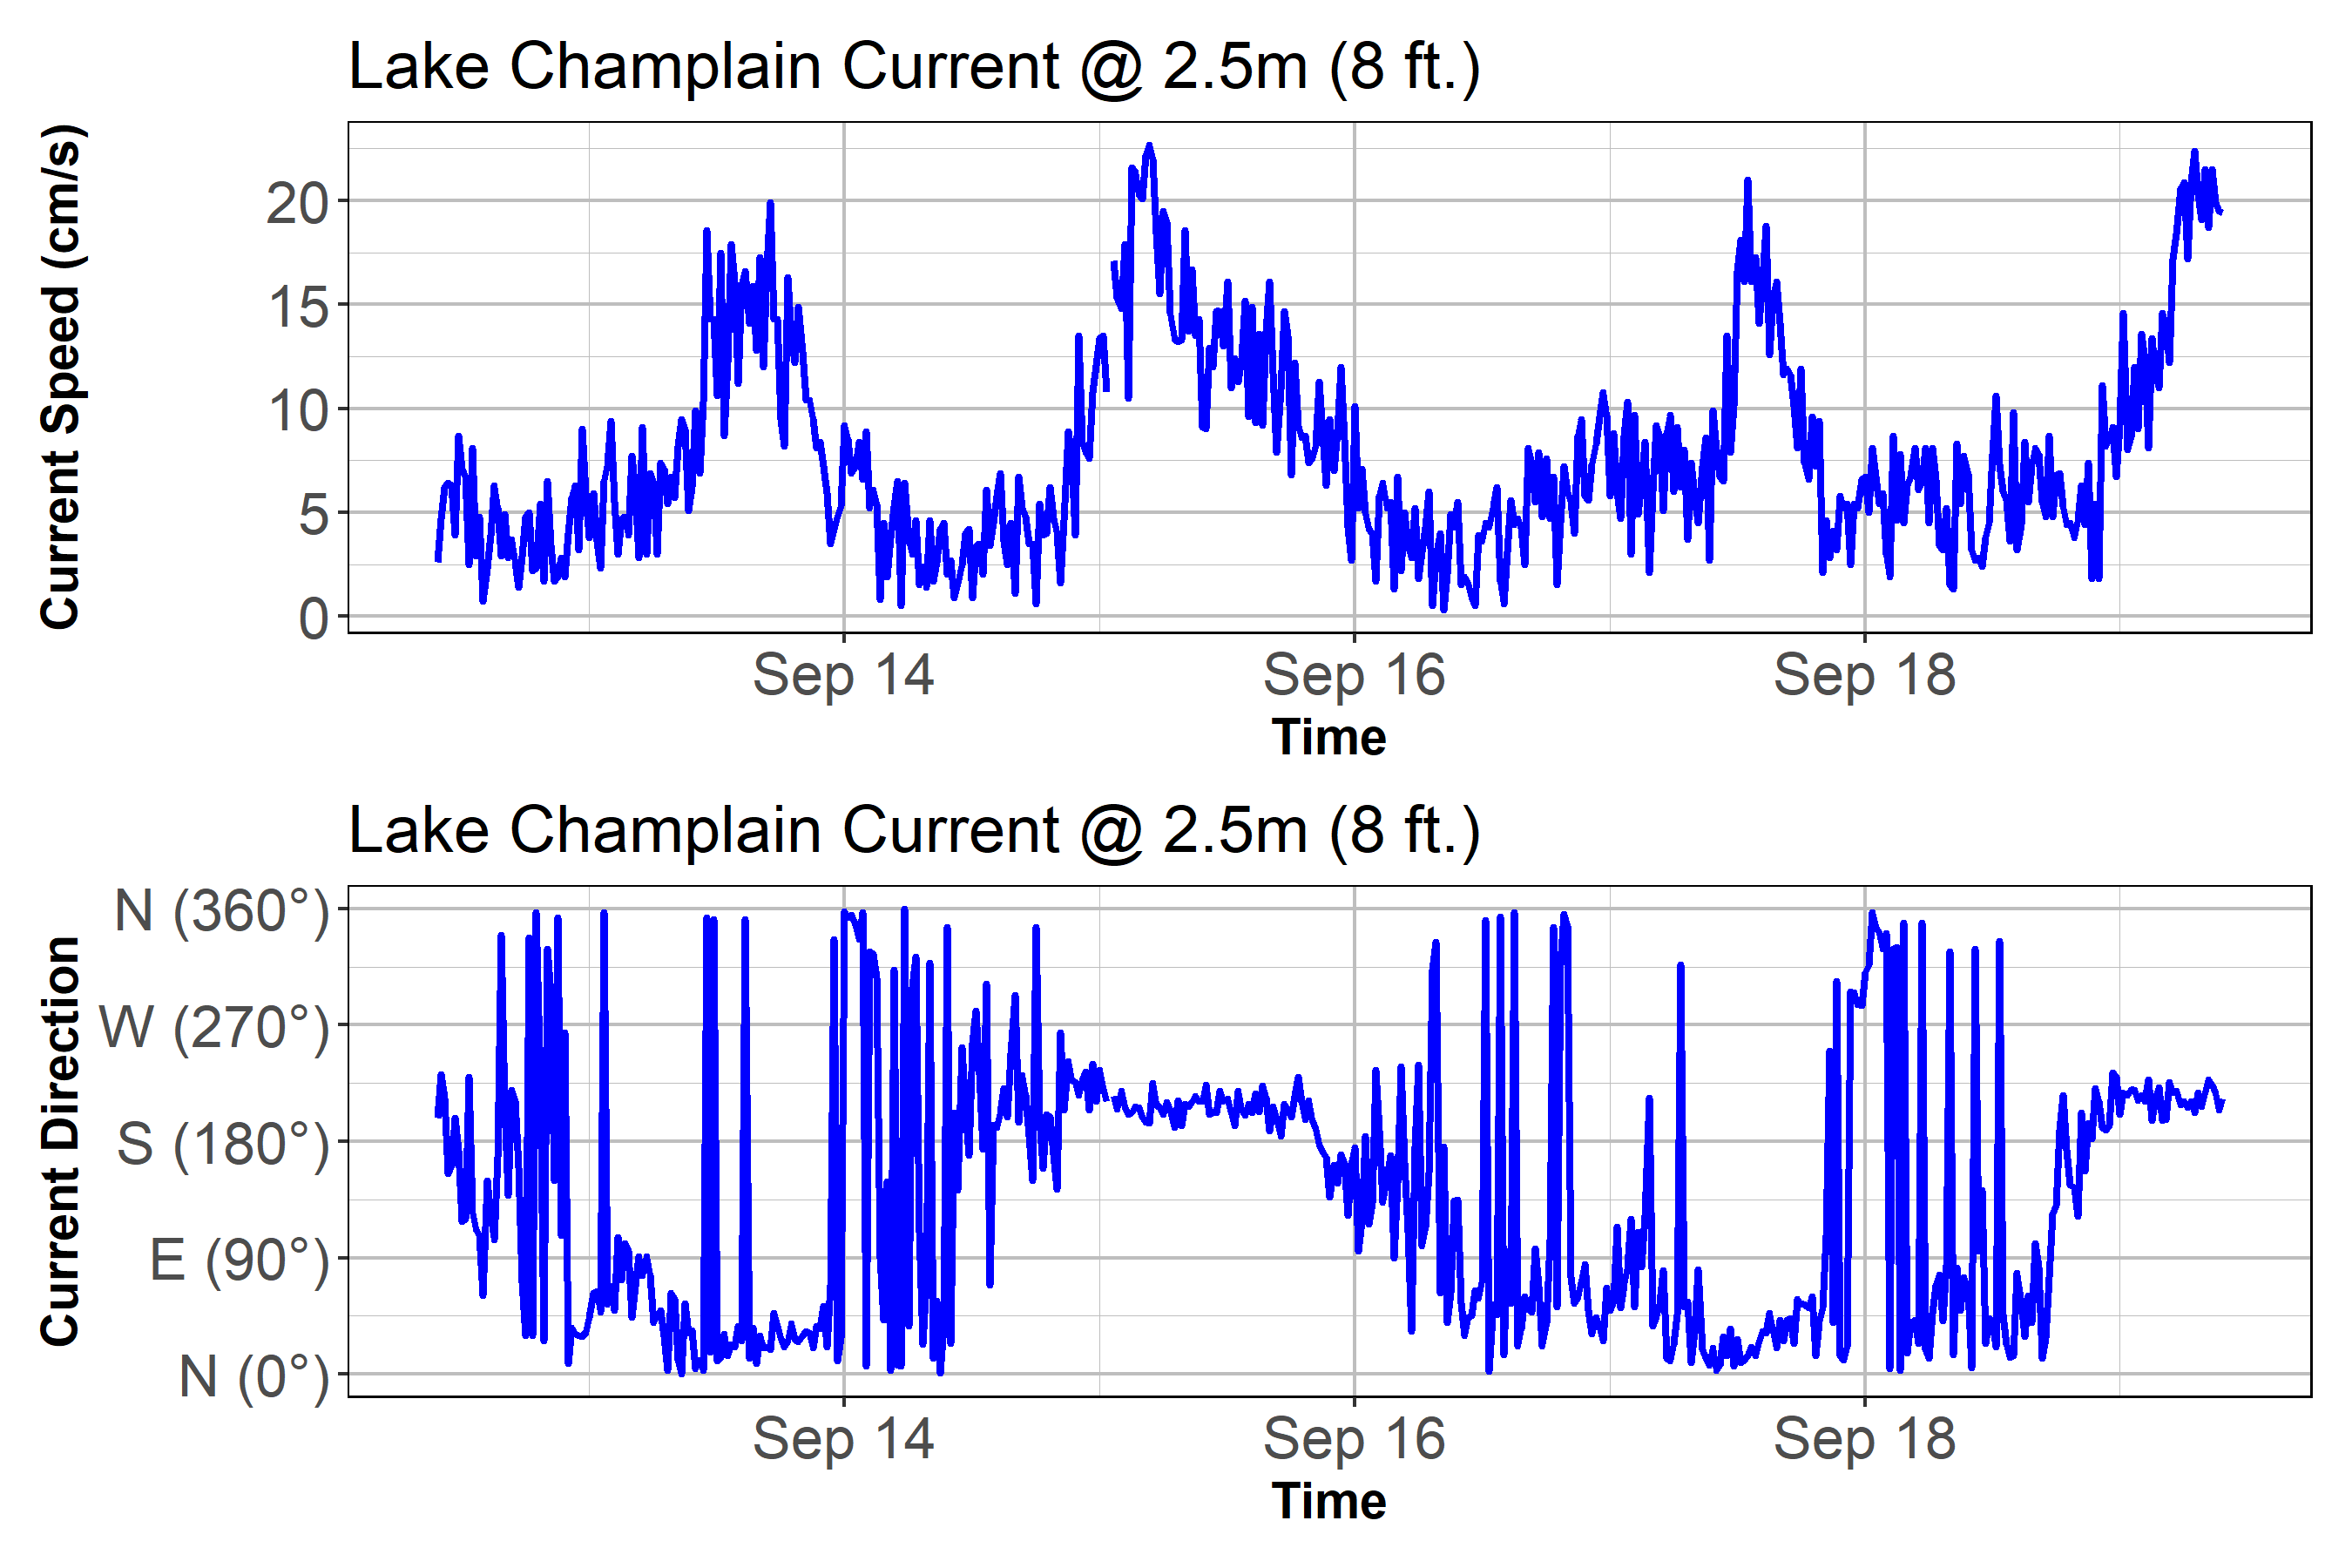 Lake Champlain Current @ 2.5m (8 ft.)
Current Speed (cm/s)
20
15
10
5
0
Sep 14 Sep 16 Sep 18
Time
Lake Champlain Current @ 2.5m (8 ft.)
Current Direction
N (360°)
W (270°)
S (180°)
E (90°)
N (0°)
Sep 14 Sep 16 Sep 18
Time